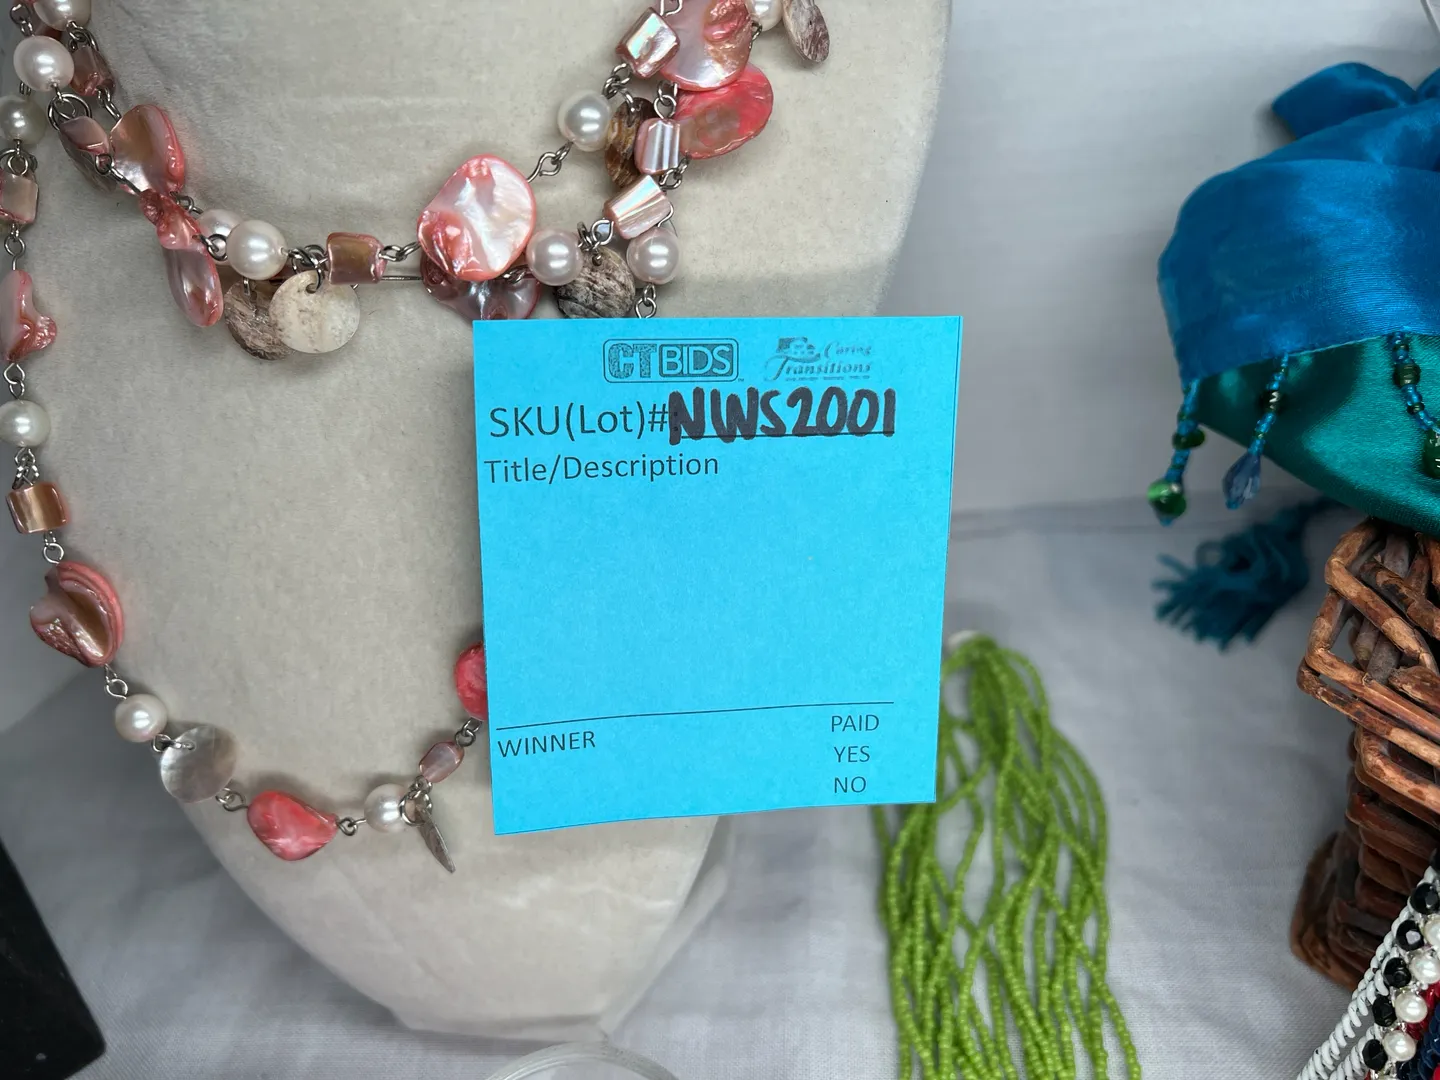 CTBIDS
Caring
Transitions
SKU(Lot)# NWS2001
Title/Description
WINNER
PAID
YES
NO